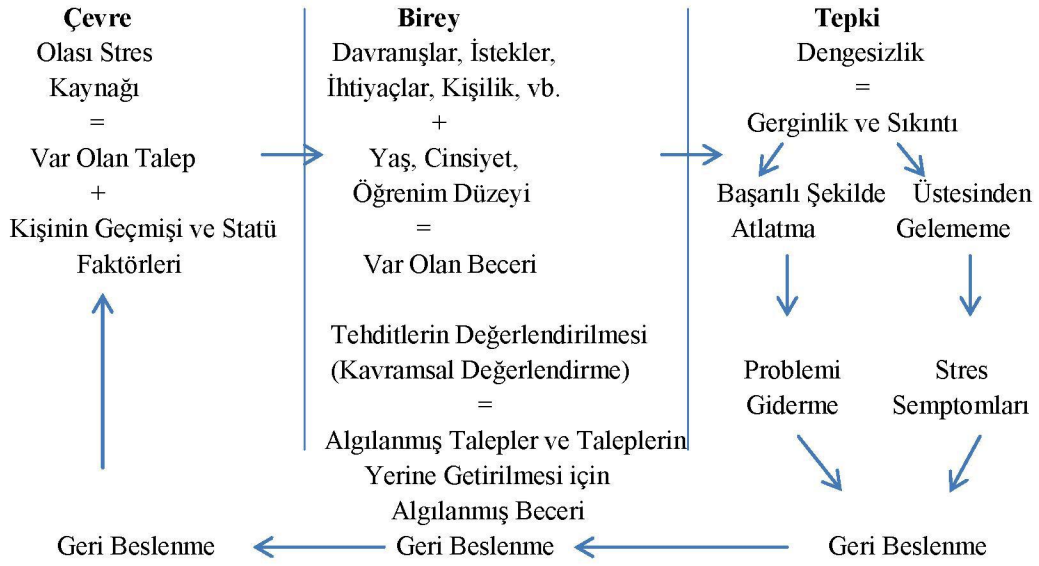 Çevre
Olası Stres
Kaynağı
=
Var Olan Talep
+
Kişinin Geçmişi ve Statü
Faktörleri
Geri Beslenme
Birey
Davranışlar, İstekler,
İhtiyaçlar, Kişilik, vb.
+
Yaş, Cinsiyet,
Öğrenim Düzeyi
=
Var Olan Beceri
Tehditlerin Değerlendirilmesi
(Kavramsal Değerlendirme)
=
Algılanmış Talepler ve Taleplerin
Yerine Getirilmesi için
Algılanmış Beceri
Geri Beslenme
Tepki
Dengesizlik
=
Gerginlik ve Sıkıntı
Başarılı Şekilde
Atlatma
Problemi
Giderme
Üstesinden
Gelememe
Stres
Semptomları
Geri Beslenme